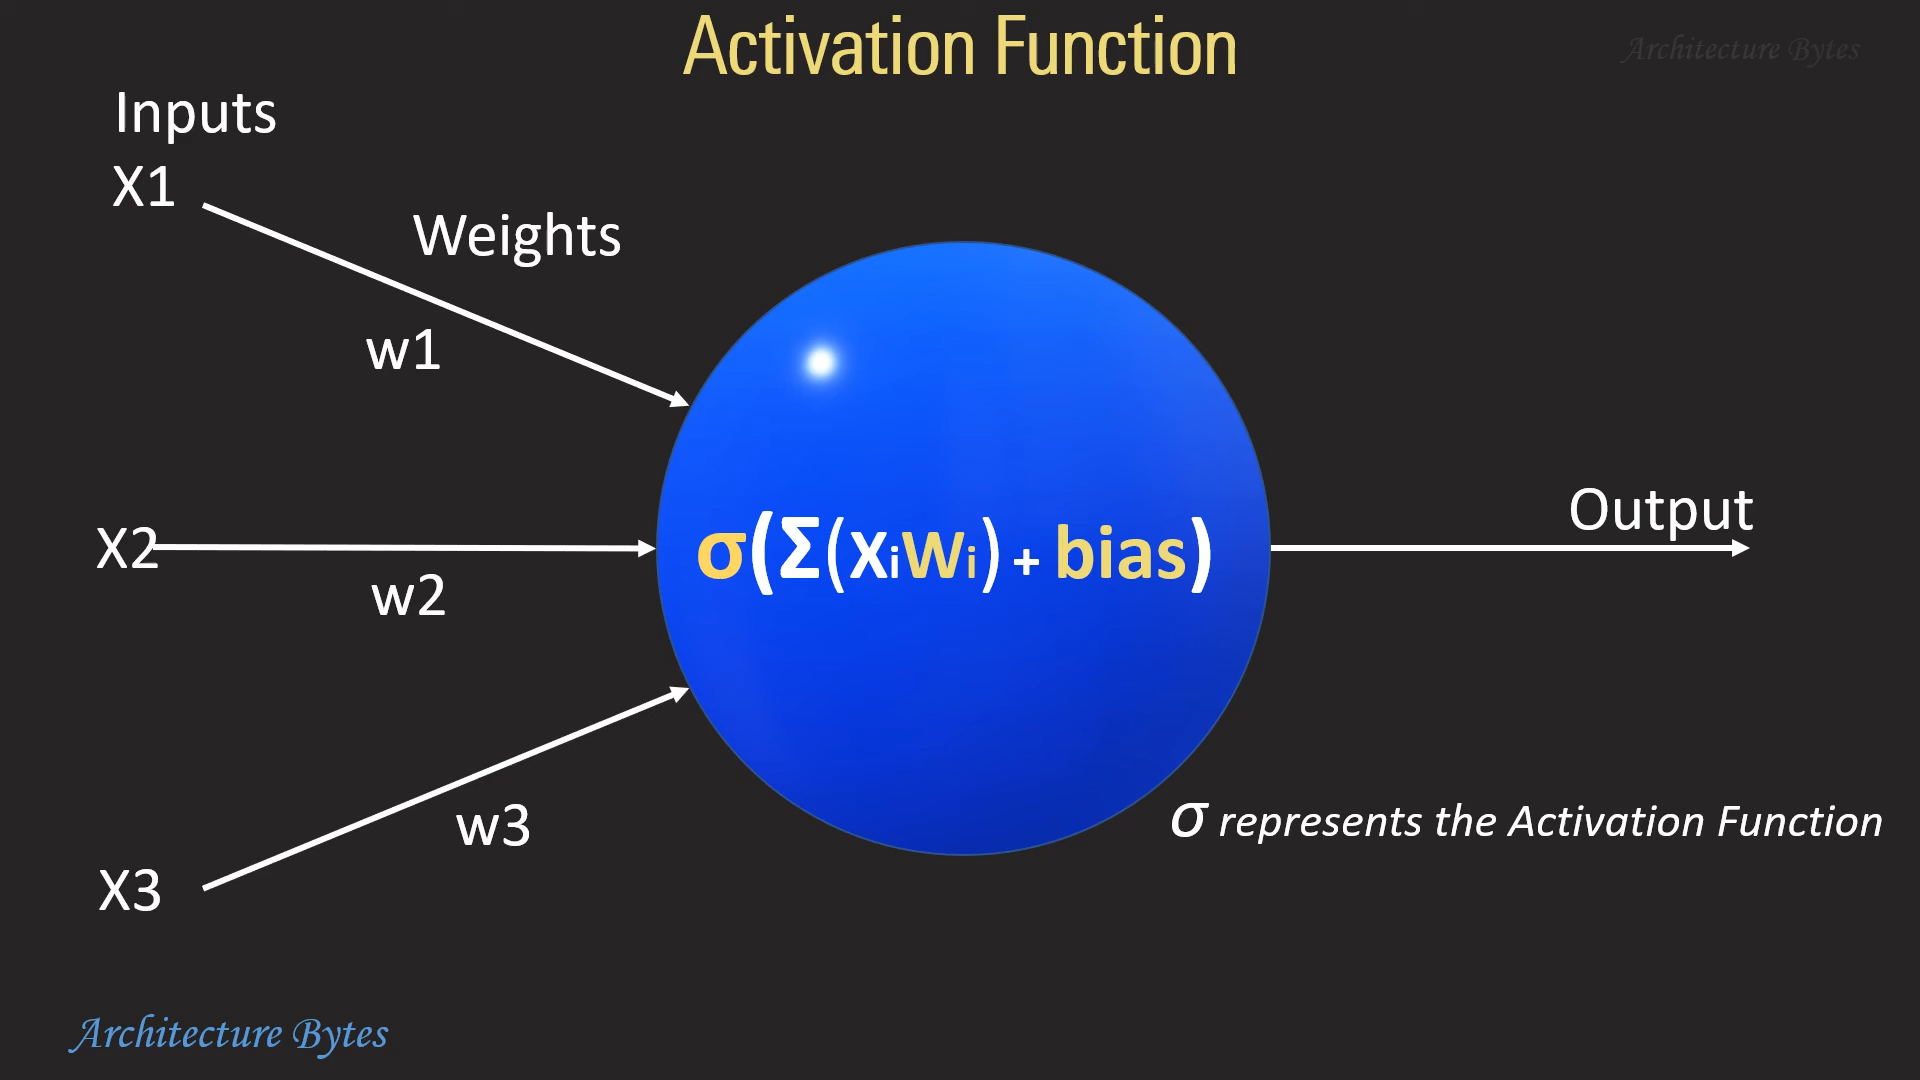 Activation Function
Architecture Bytes
Inputs
X1
Weights
w1
X2
w2
σ(Σ(xiwi) + bias)
Output
w3
X3
σ represents the Activation Function
Architecture Bytes